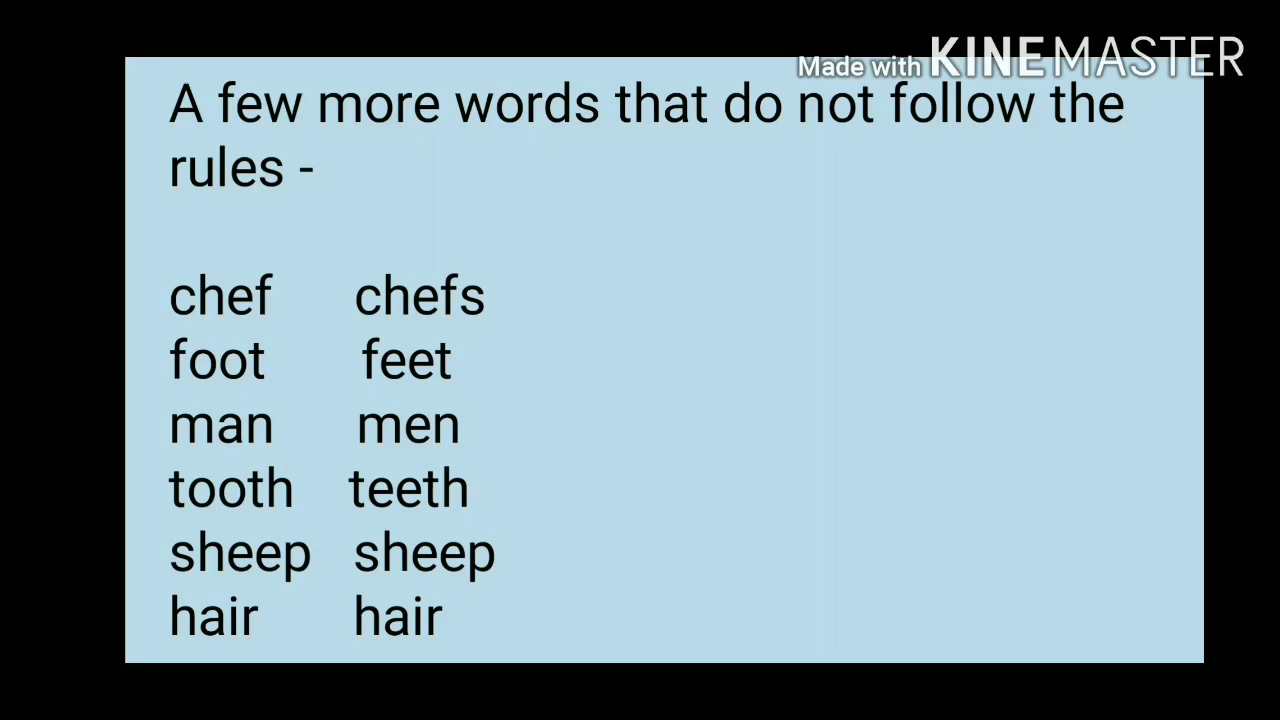 Made with KINEMASTER
A few more words that do not follow the
rules -
chef chefs
foot feet
man men
tooth teeth
sheep sheep
hair hair